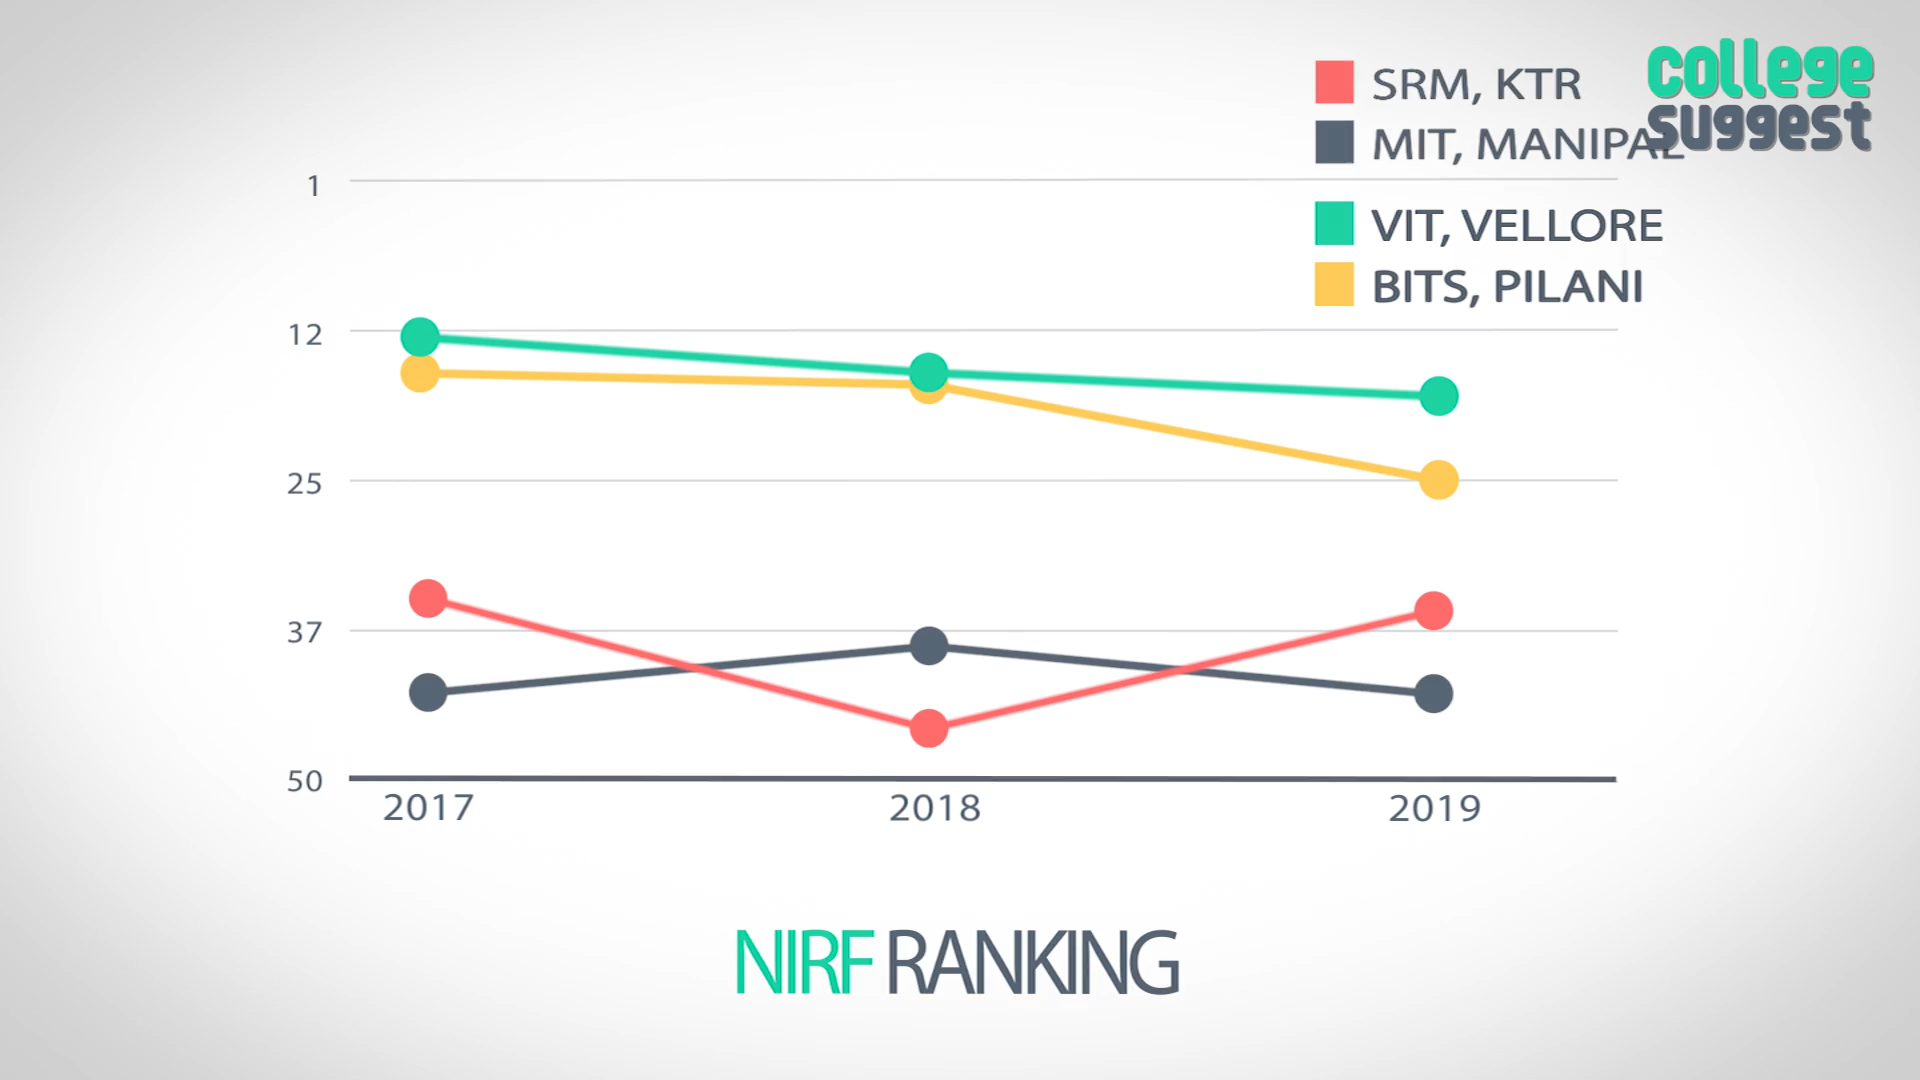 SRM, KTR
MIT, MANIPAL
college
suggest
VIT, VELLORE
BITS, PILANI
1
12
25
37
50
2017
2018
2019
NIRF RANKING